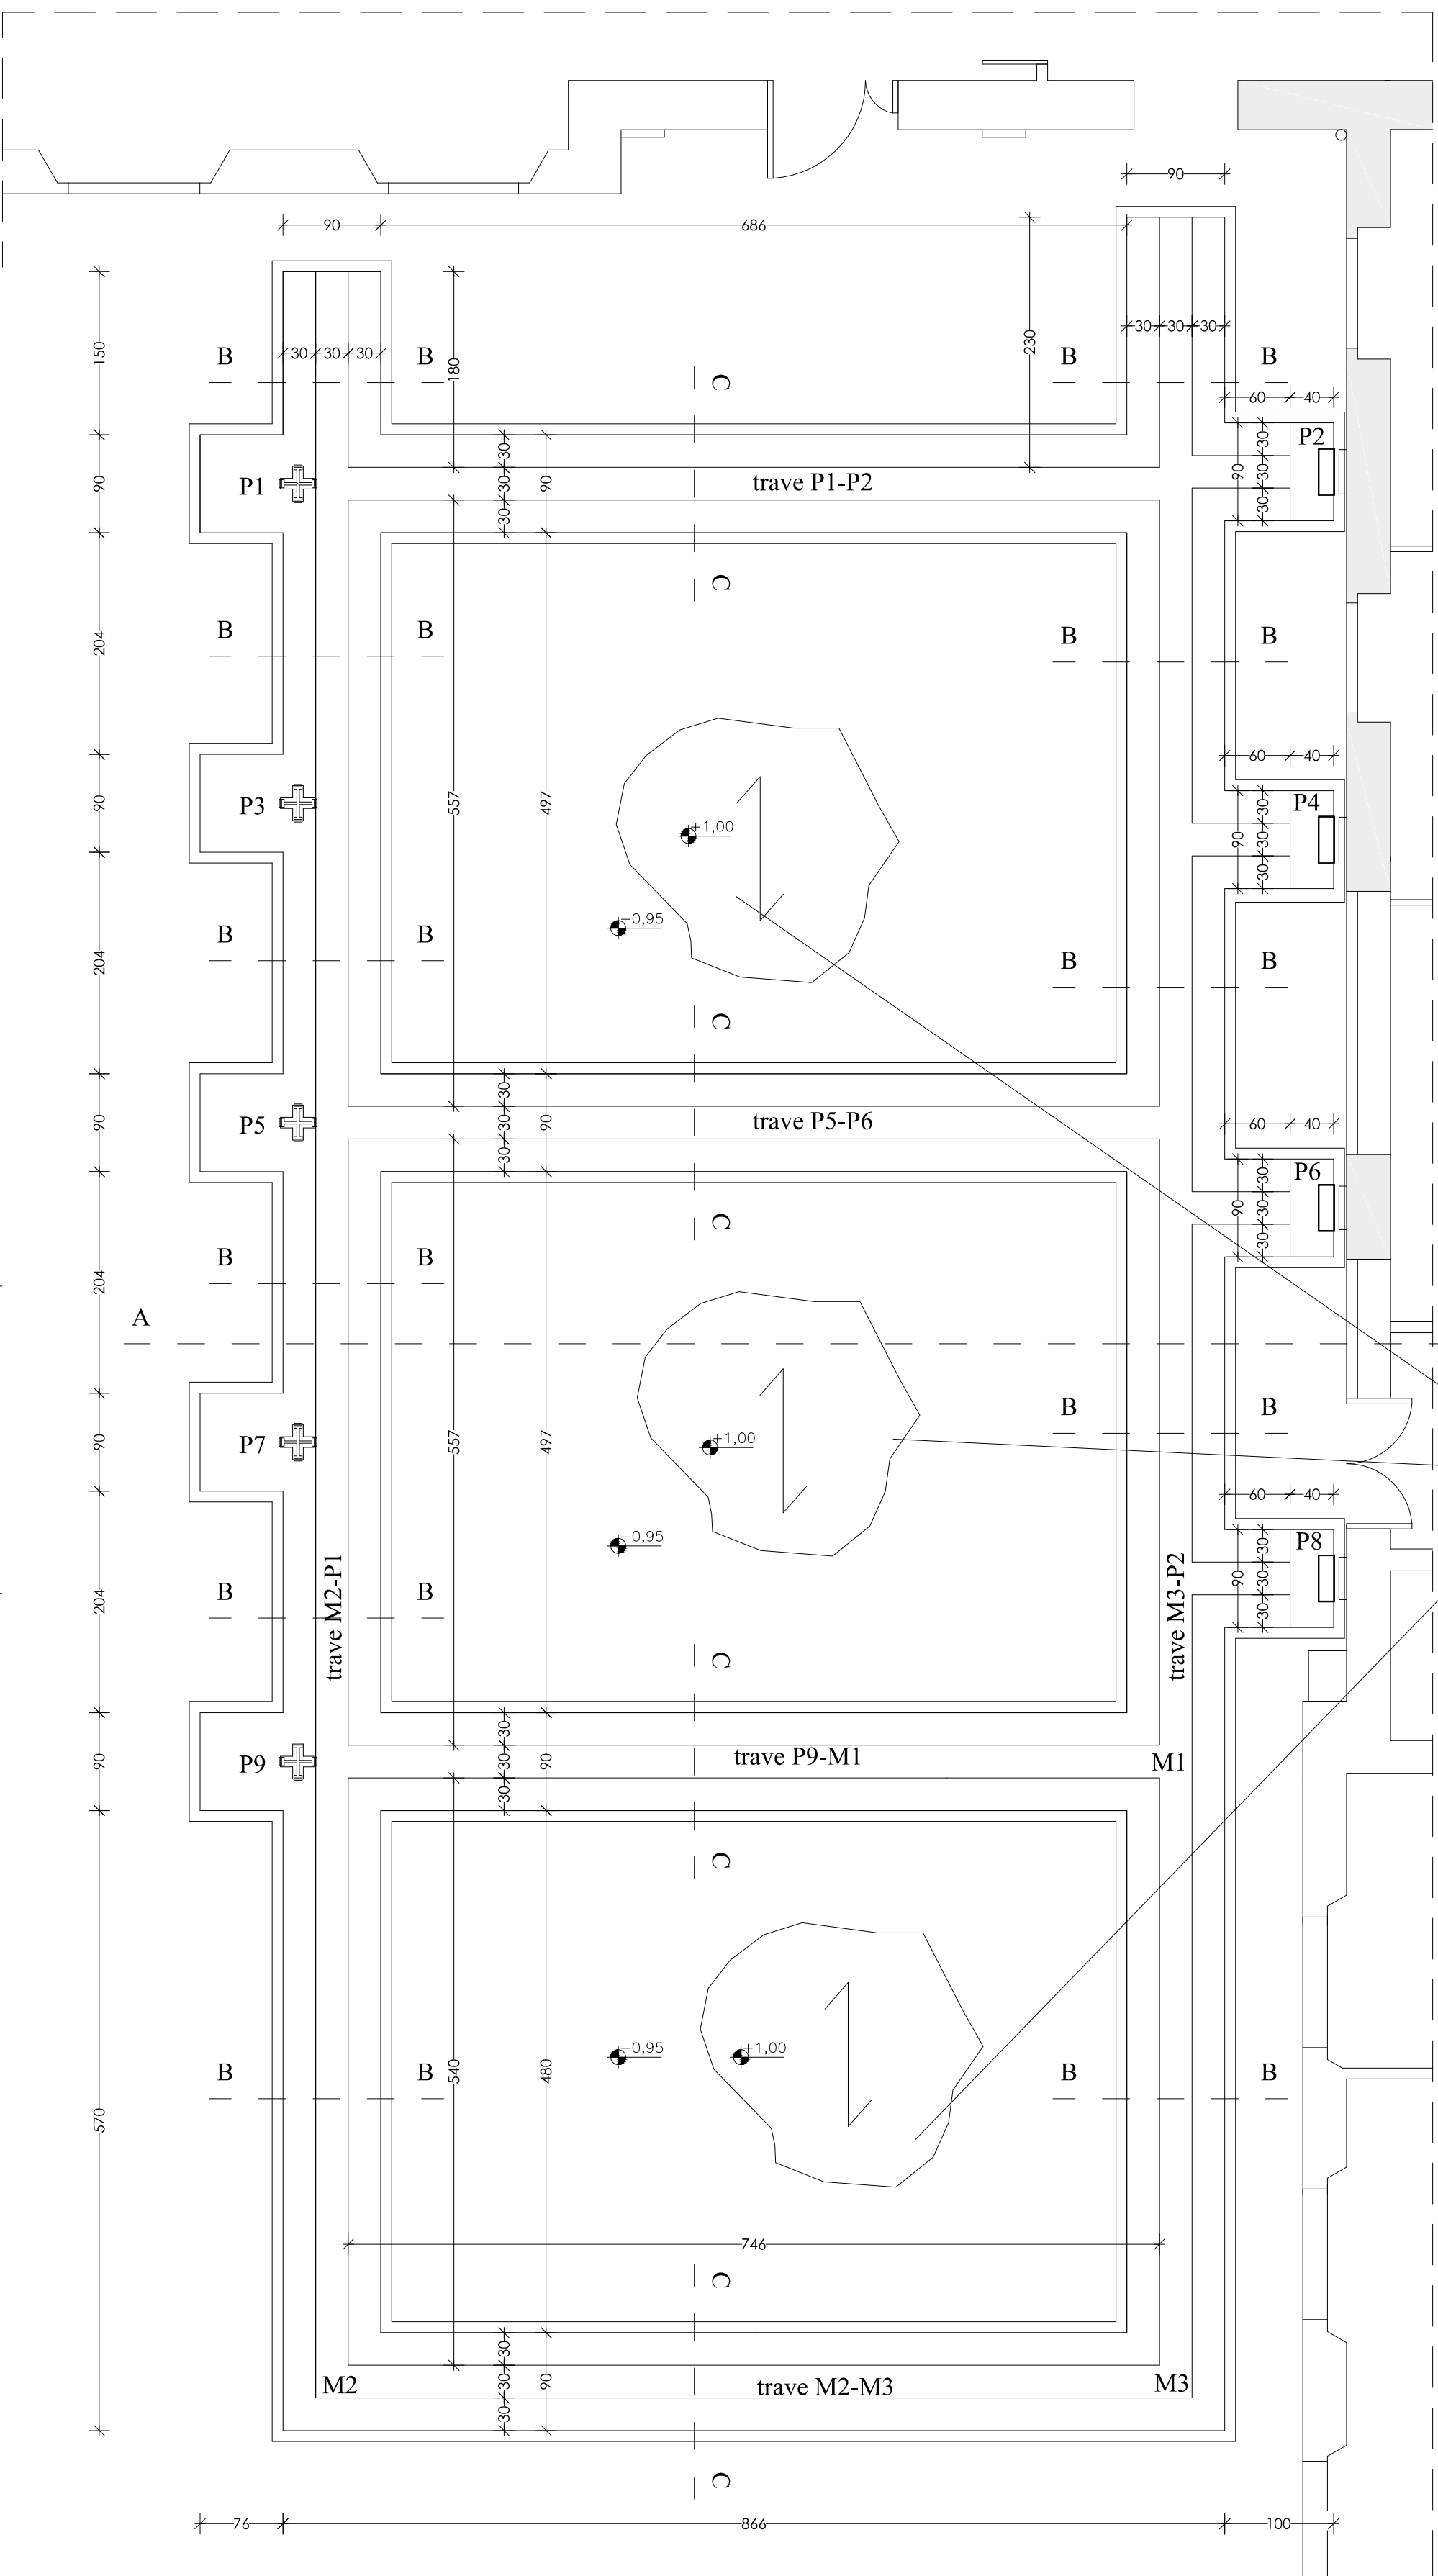 90
90
686
30
30
30
180
230
30
30
30
150
B
B
C
B
B
60
40
P2
30
30
30
90
90
P1
30
30
30
90
trave P1-P2
C
204
B
B
B
B
60
40
P4
30
30
30
90
90
P3
557
497
+1,00
-0,95
204
B
B
B
B
C
60
40
P6
30
30
30
90
90
P5
30
30
30
90
trave P5-P6
C
204
B
B
A
B
B
90
P7
557
497
+1,00
-0,95
60
40
P8
30
30
30
90
204
B
B
trave M2-P1
trave M3-P2
C
90
P9
30
30
30
90
trave P9-M1
M1
C
-0,95
+1,00
B
B
B
B
540
480
570
746
C
M2
30
30
30
90
trave M2-M3
M3
C
76
866
100